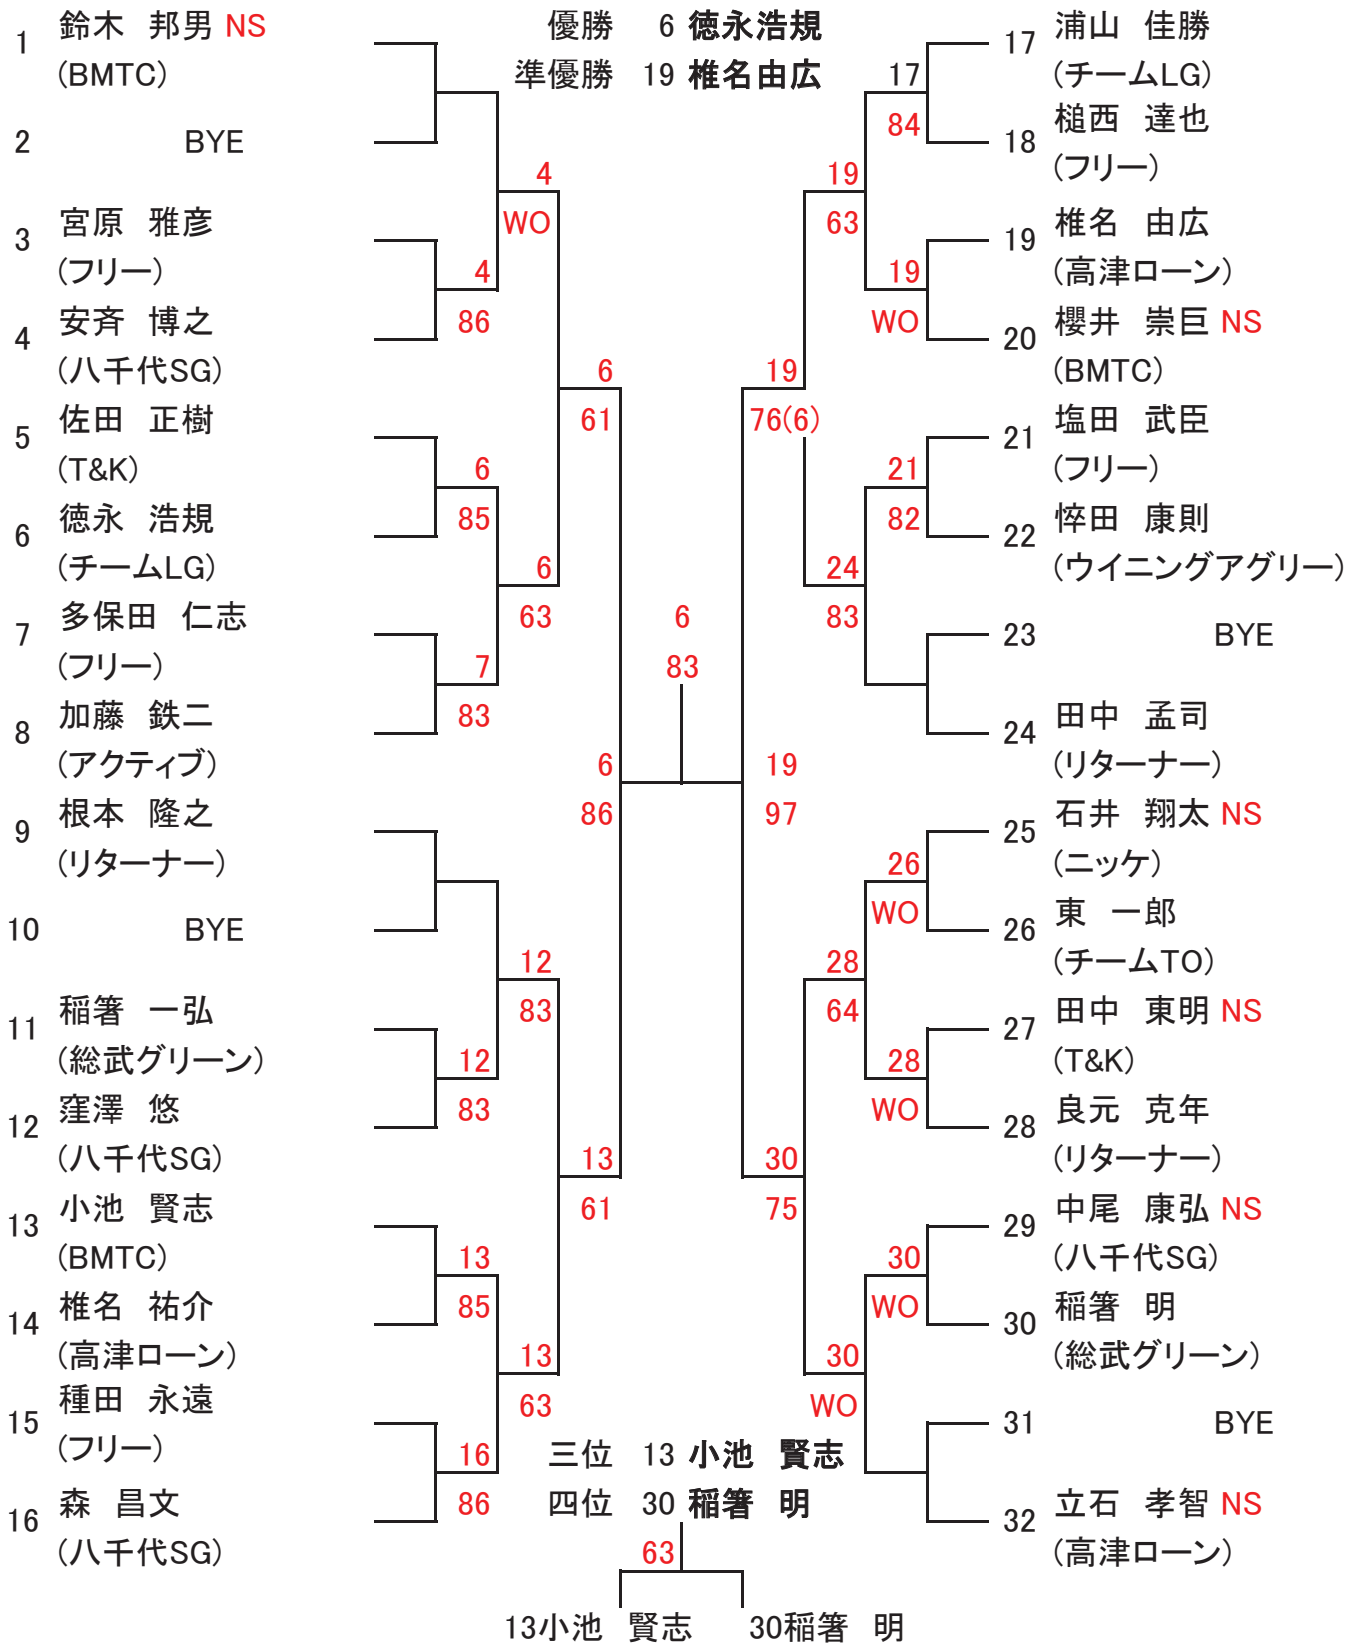 優勝 6 徳永浩規
準優勝 19 椎名由広
1 鈴木 邦男 NS
(BMTC)
2 BYE
3 宮原 雅彦
(フリー)
4 安斉 博之
(八千代SG)
5 佐田 正樹
(T&K)
6 徳永 浩規
(チームLG)
7 多保田 仁志
(フリー)
8 加藤 鉄二
(アクティブ)
9 根本 隆之
(リターナー)
10 BYE
11 稲箸 一弘
(総武グリーン)
12 窪澤 悠
(八千代SG)
13 小池 賢志
(BMTC)
14 椎名 祐介
(高津ローン)
15 種田 永遠
(フリー)
16 森 昌文
(八千代SG)
4
86
6
85
7
83
12
83
13
85
16
86
4
WO
6
63
12
83
13
63
6
61
13
61
6
86
6
83
19
97
19
76(6)
30
75
19
63
24
83
28
64
30
WO
17
84
19
WO
21
82
26
WO
28
WO
30
WO
17 浦山 佳勝
(チームLG)
18 槌西 達也
(フリー)
19 椎名 由広
(高津ローン)
20 櫻井 崇巨 NS
(BMTC)
21 塩田 武臣
(フリー)
22 悴田 康則
(ウイニングアグリー)
23 BYE
24 田中 孟司
(リターナー)
25 石井 翔太 NS
(ニッケ)
26 東 一郎
(チームTO)
27 田中 東明 NS
(T&K)
28 良元 克年
(リターナー)
29 中尾 康弘 NS
(八千代SG)
30 稲箸 明
(総武グリーン)
31 BYE
32 立石 孝智 NS
(高津ローン)
三位 13 小池 賢志
四位 30 稲箸 明
63
13小池 賢志 30稲箸 明